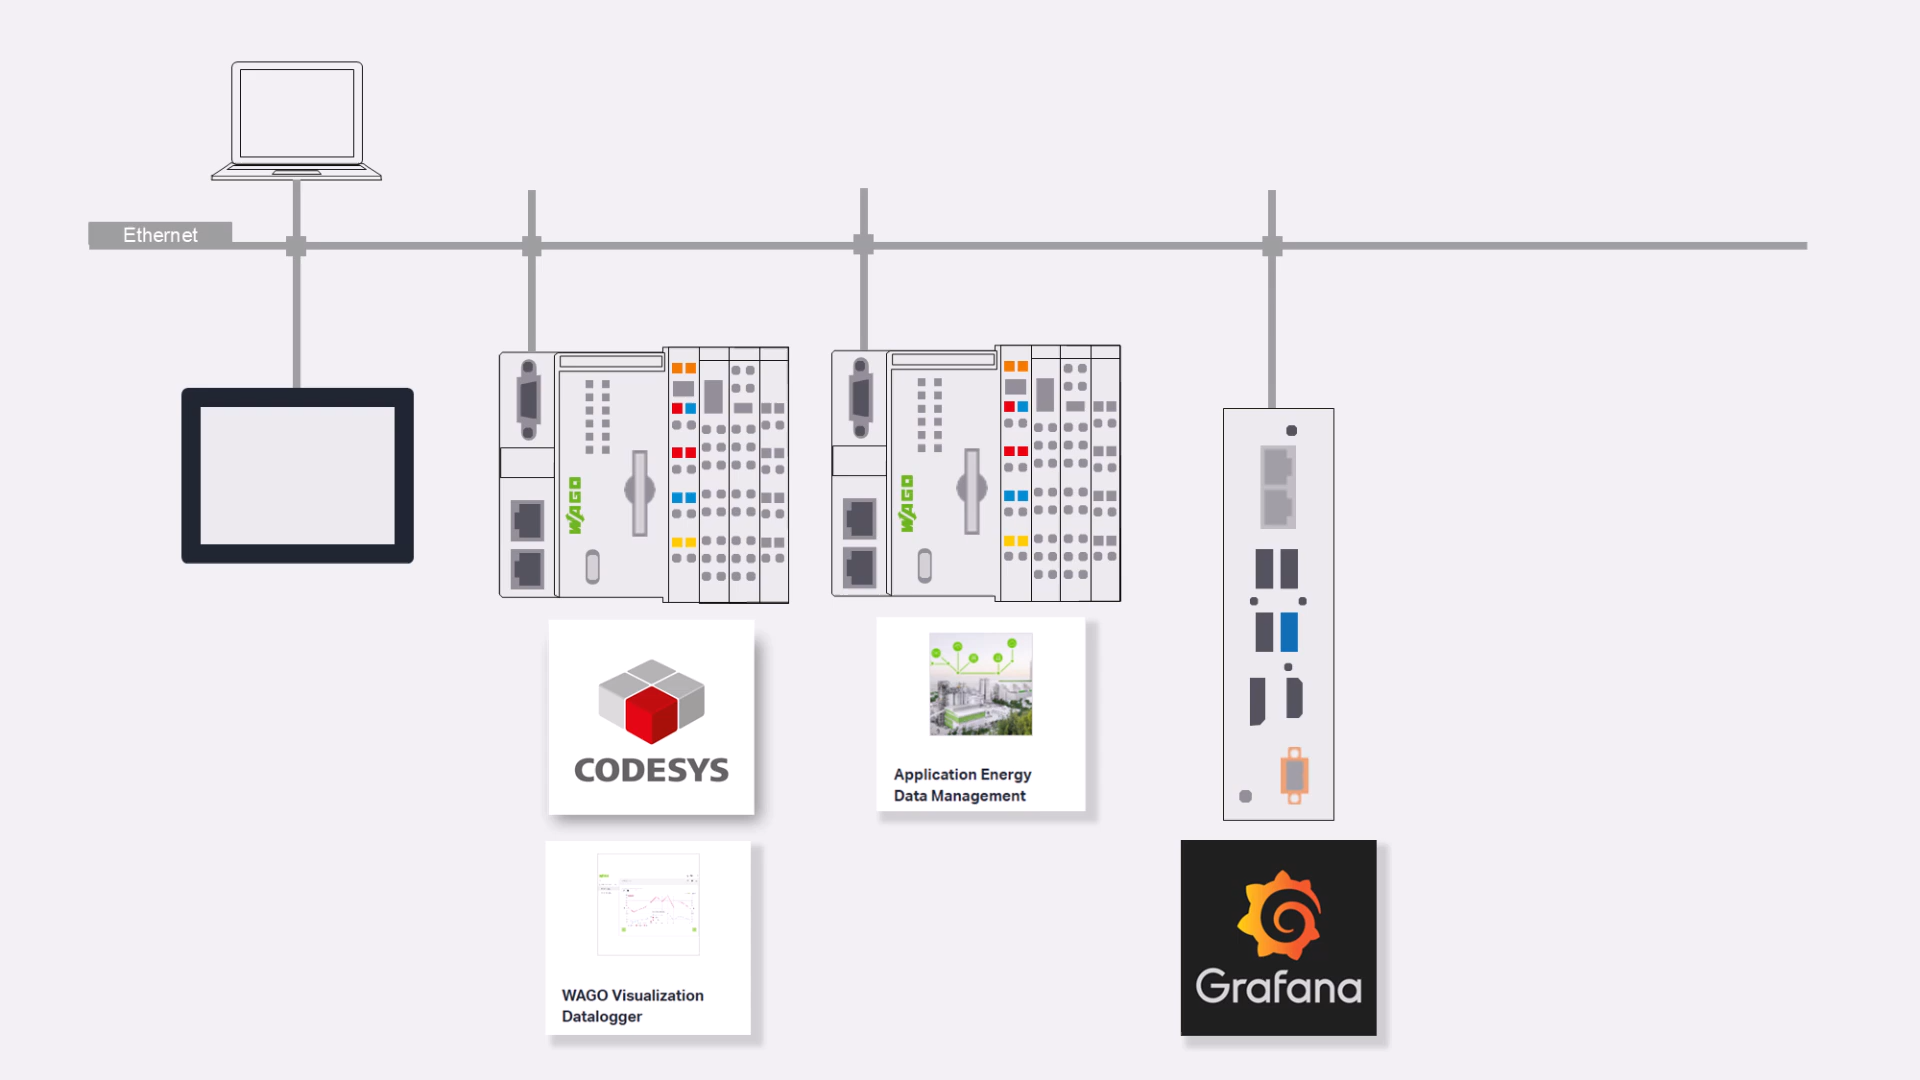 Ethernet
WAGO
WAGO
CODESYS
Application Energy
Data Management
WAGO Visualization
Datalogger
Grafana